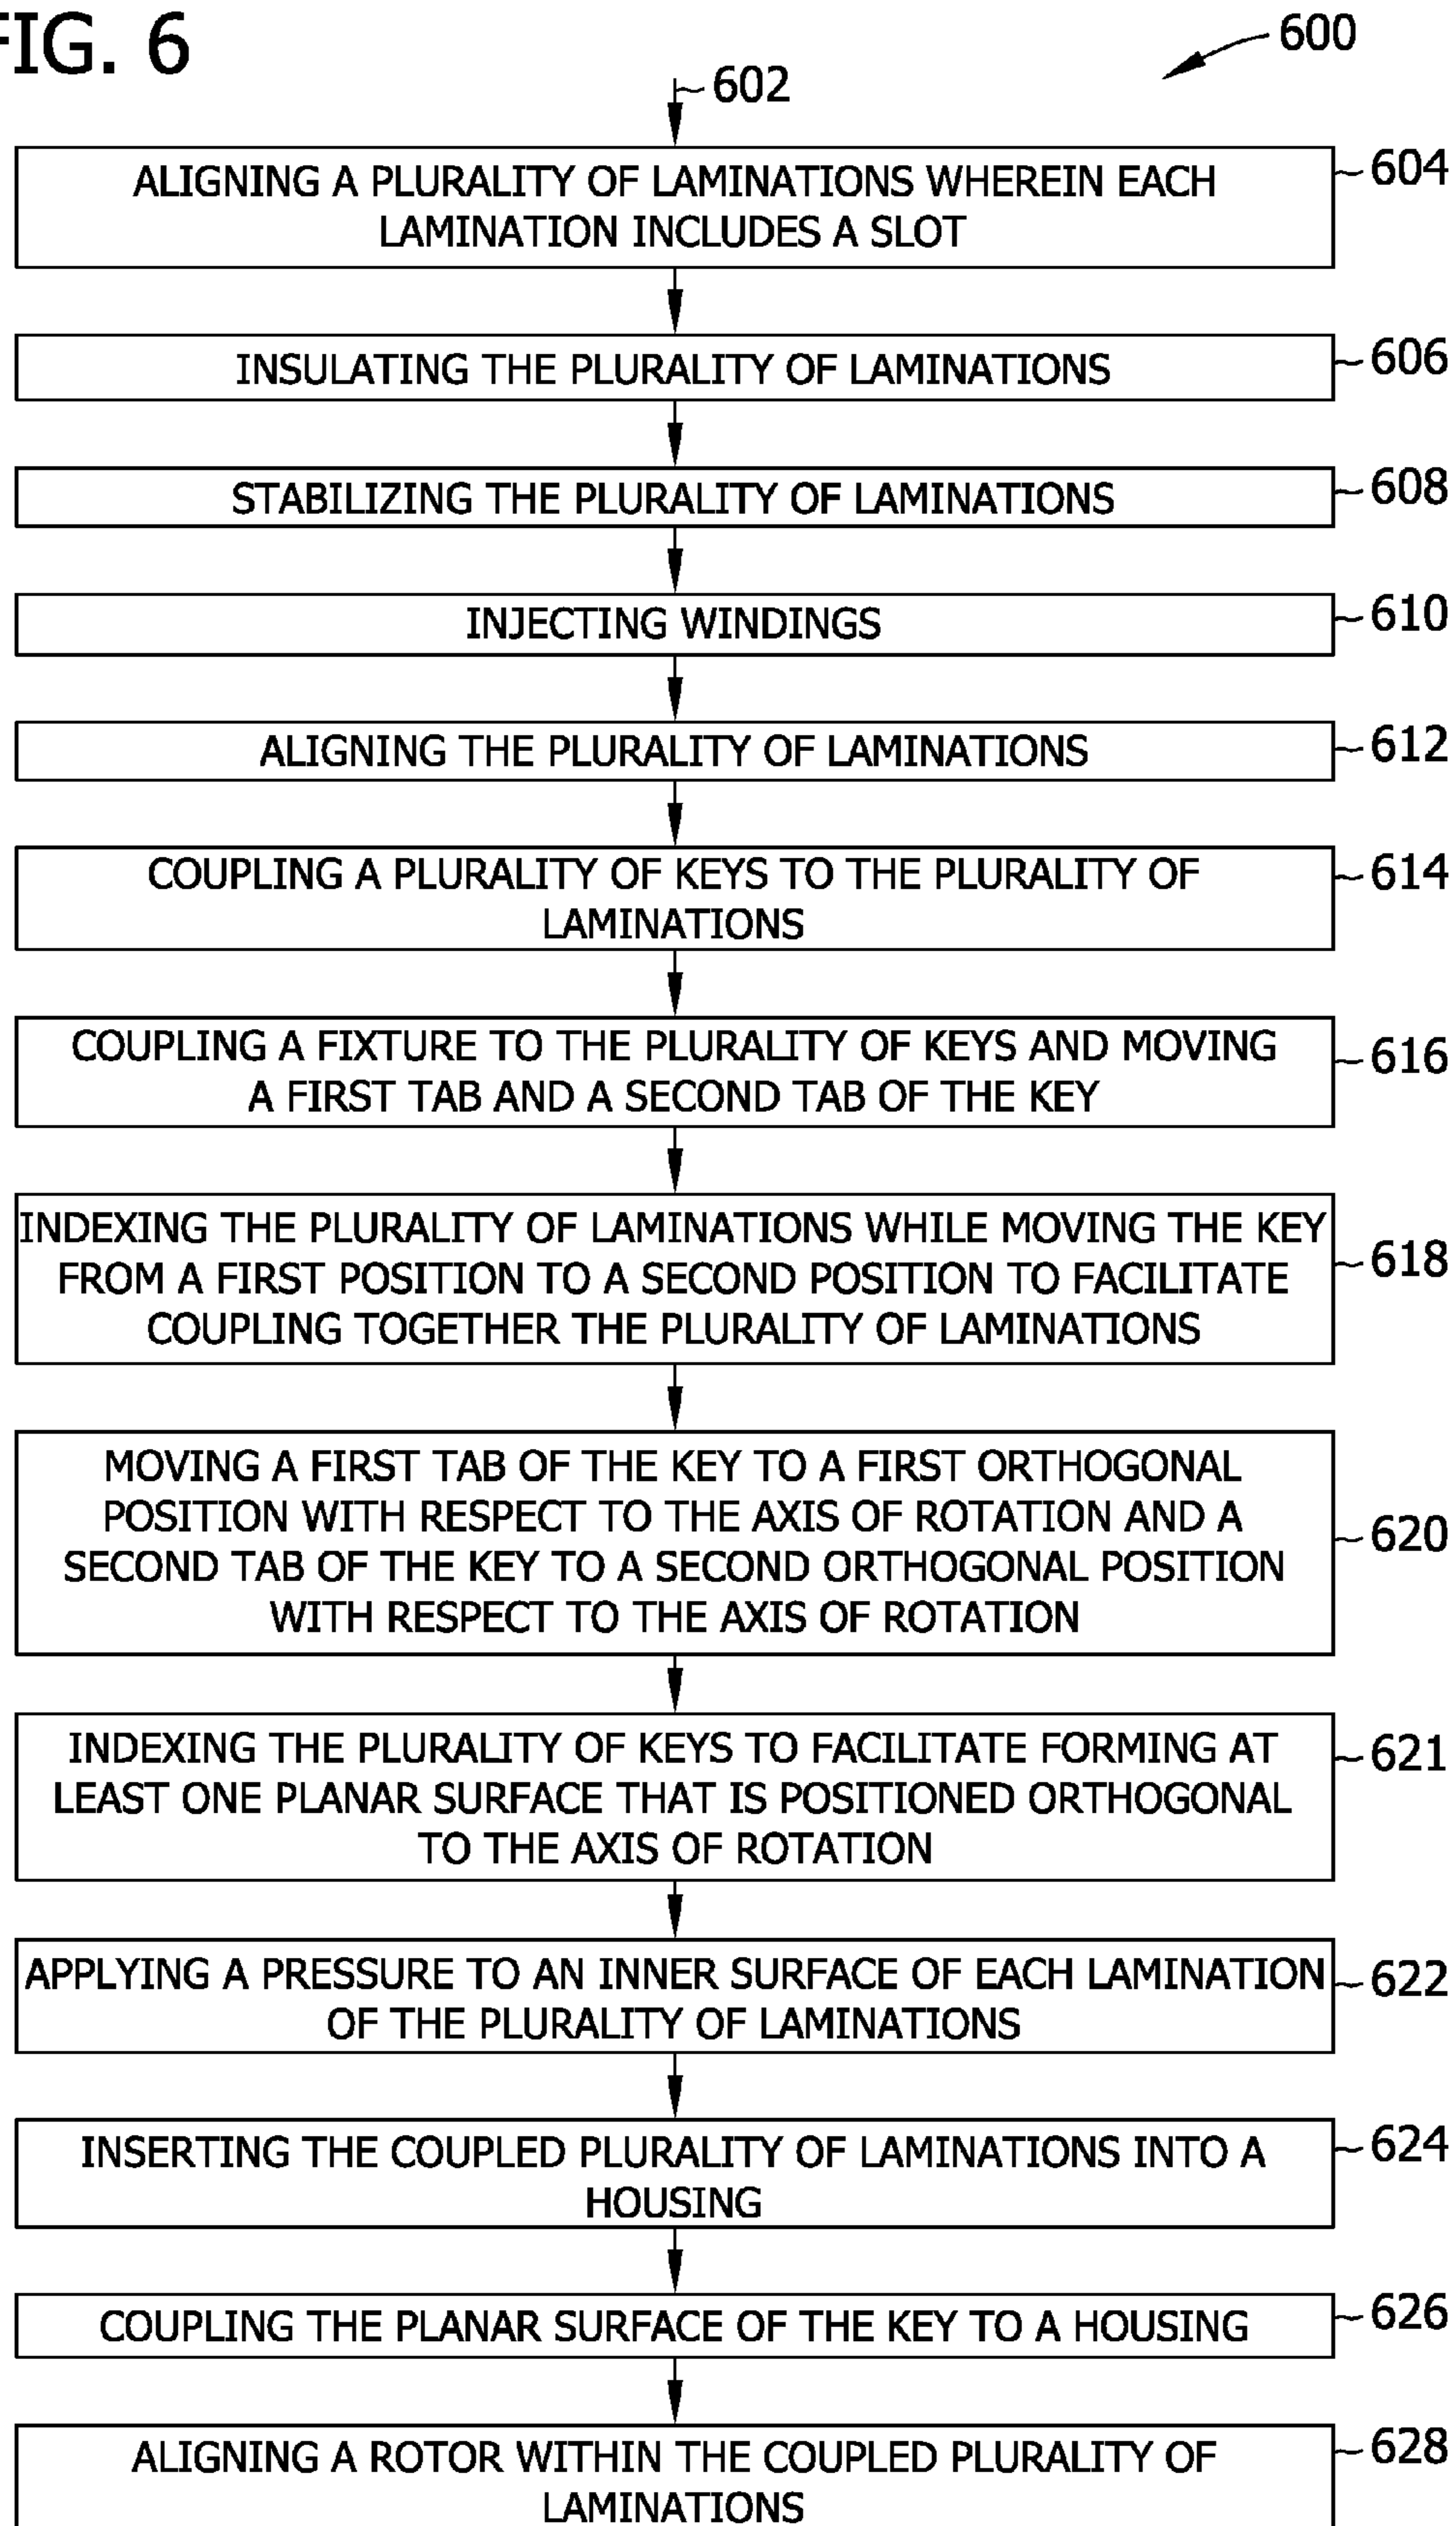 FIG. 6
600
602
ALIGNING A PLURALITY OF LAMINATIONS WHEREIN EACH
LAMINATION INCLUDES A SLOT
604
INSULATING THE PLURALITY OF LAMINATIONS
606
STABILIZING THE PLURALITY OF LAMINATIONS
608
INJECTING WINDINGS
610
ALIGNING THE PLURALITY OF LAMINATIONS
612
COUPLING A PLURALITY OF KEYS TO THE PLURALITY OF
LAMINATIONS
614
COUPLING A FIXTURE TO THE PLURALITY OF KEYS AND MOVING
A FIRST TAB AND A SECOND TAB OF THE KEY
616
INDEXING THE PLURALITY OF LAMINATIONS WHILE MOVING THE KEY
FROM A FIRST POSITION TO A SECOND POSITION TO FACILITATE
COUPLING TOGETHER THE PLURALITY OF LAMINATIONS
618
MOVING A FIRST TAB OF THE KEY TO A FIRST ORTHOGONAL
POSITION WITH RESPECT TO THE AXIS OF ROTATION AND A
SECOND TAB OF THE KEY TO A SECOND ORTHOGONAL POSITION
WITH RESPECT TO THE AXIS OF ROTATION
620
INDEXING THE PLURALITY OF KEYS TO FACILITATE FORMING AT
LEAST ONE PLANAR SURFACE THAT IS POSITIONED ORTHOGONAL
TO THE AXIS OF ROTATION
621
APPLYING A PRESSURE TO AN INNER SURFACE OF EACH LAMINATION
OF THE PLURALITY OF LAMINATIONS
622
INSERTING THE COUPLED PLURALITY OF LAMINATIONS INTO A
HOUSING
624
COUPLING THE PLANAR SURFACE OF THE KEY TO A HOUSING
626
ALIGNING A ROTOR WITHIN THE COUPLED PLURALITY OF
LAMINATIONS
628